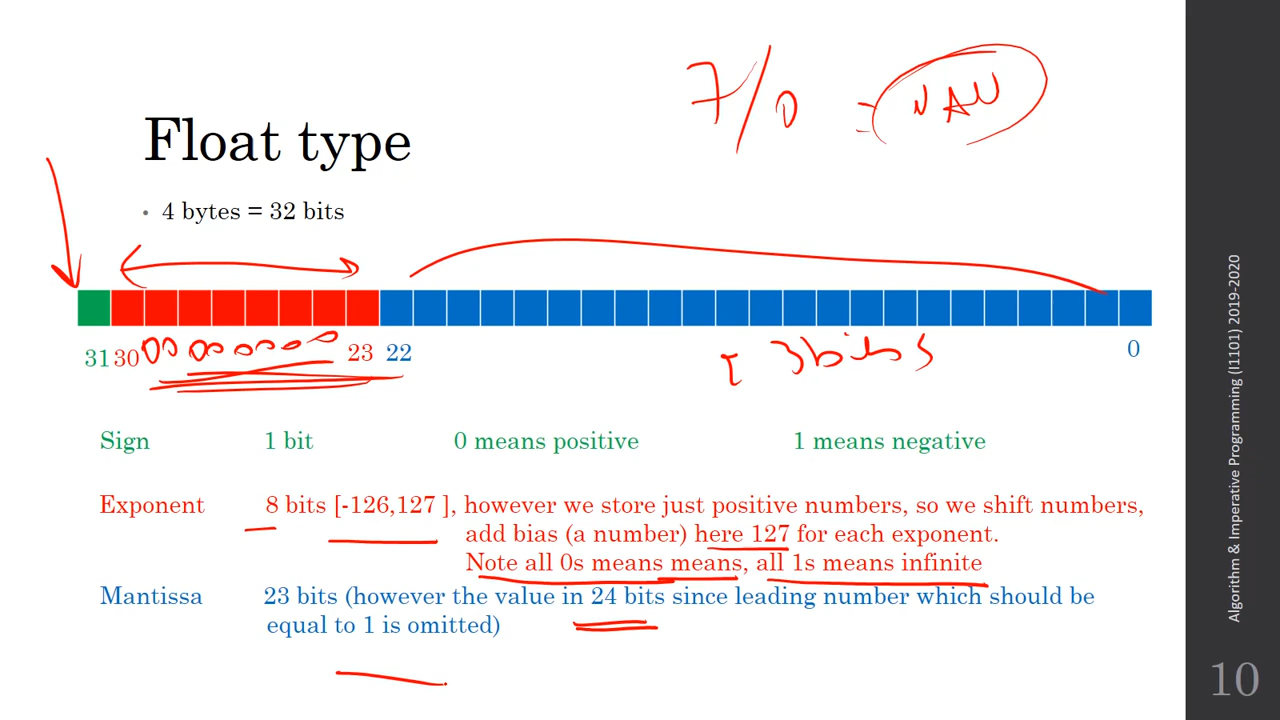 7/0 = NAN
Float type
• 4 bytes = 32 bits
00000000
31 30 23 22 0
3bits
Sign 1 bit 0 means positive 1 means negative
Exponent 8 bits [-126,127 ], however we store just positive numbers, so we shift numbers,
add bias (a number) here 127 for each exponent.
Note all 0s means means, all 1s means infinite
Mantissa 23 bits (however the value in 24 bits since leading number which should be
equal to 1 is omitted)
Algorithm & Imperative Programming (I1101) 2019-2020
10